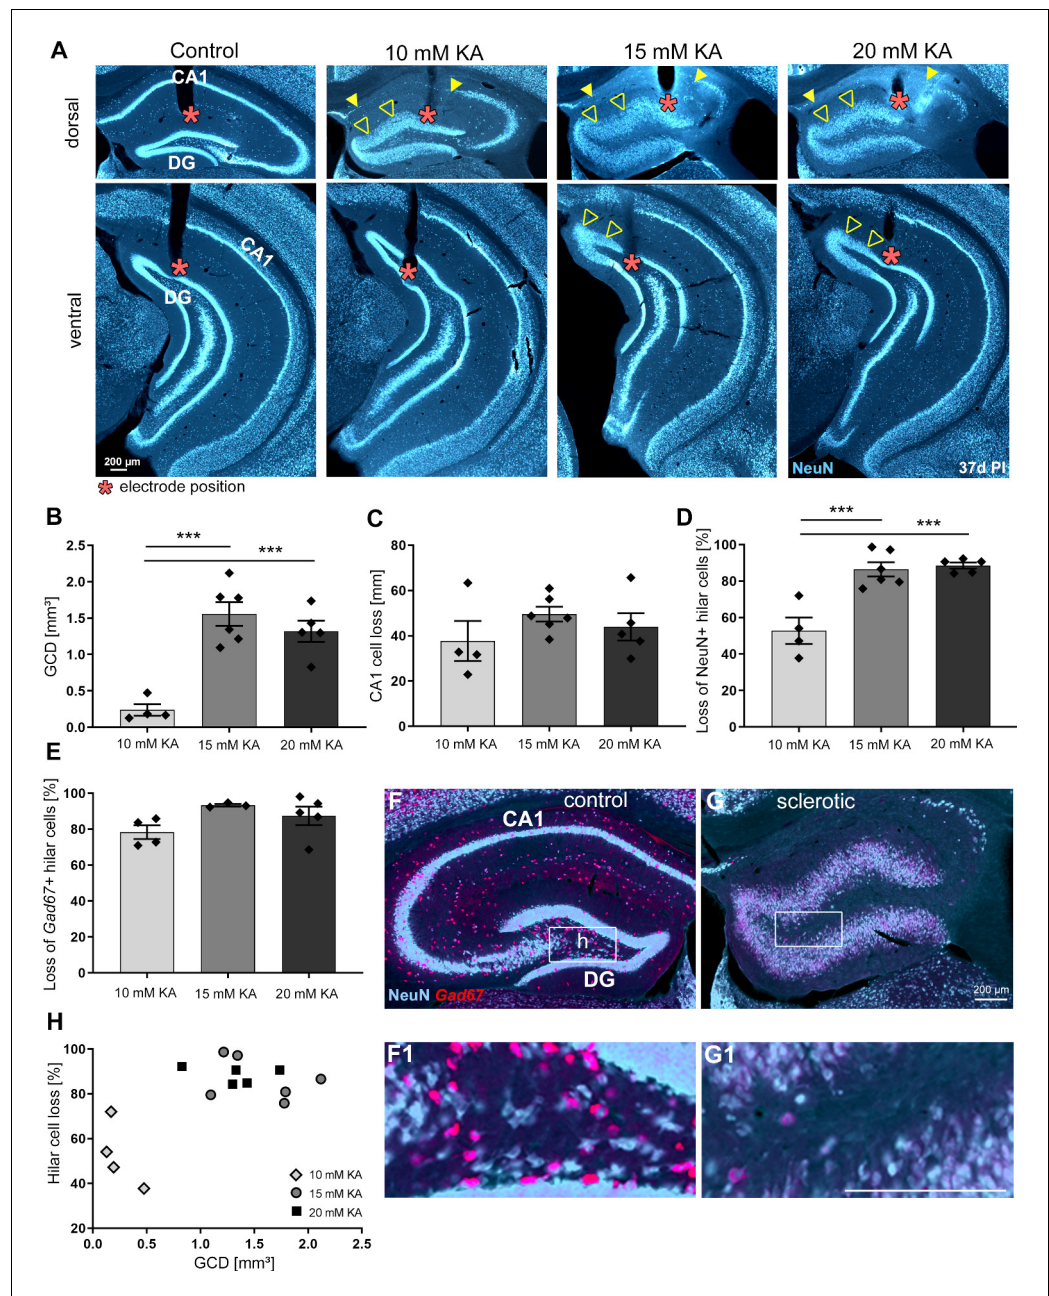 A
Control
10 mM KA
15 mM KA
20 mM KA
dorsal
CA1
DG
ventral
CA1
DG
200 µm
NeuN
37d PI
electrode position
B
GCD [mm³]
2.5
2.0
1.5
1.0
0.5
0.0
***
***
10 mM KA
15 mM KA
20 mM KA
C
CA1 cell loss [mm]
80
60
40
20
0
10 mM KA
15 mM KA
20 mM KA
D
Loss of NeuN+ hilar cells [%]
100
80
60
40
20
0
***
***
10 mM KA
15 mM KA
20 mM KA
E
Loss of Gad67+ hilar cells [%]
100
80
60
40
20
0
10 mM KA
15 mM KA
20 mM KA
F
control
CA1
h
DG
NeuN Gad67
G
sclerotic
200 µm
H
Hilar cell loss [%]
100
80
60
40
20
0.0
0.5
1.0
1.5
2.0
2.5
GCD [mm³]
10 mM KA
15 mM KA
20 mM KA
F1
G1